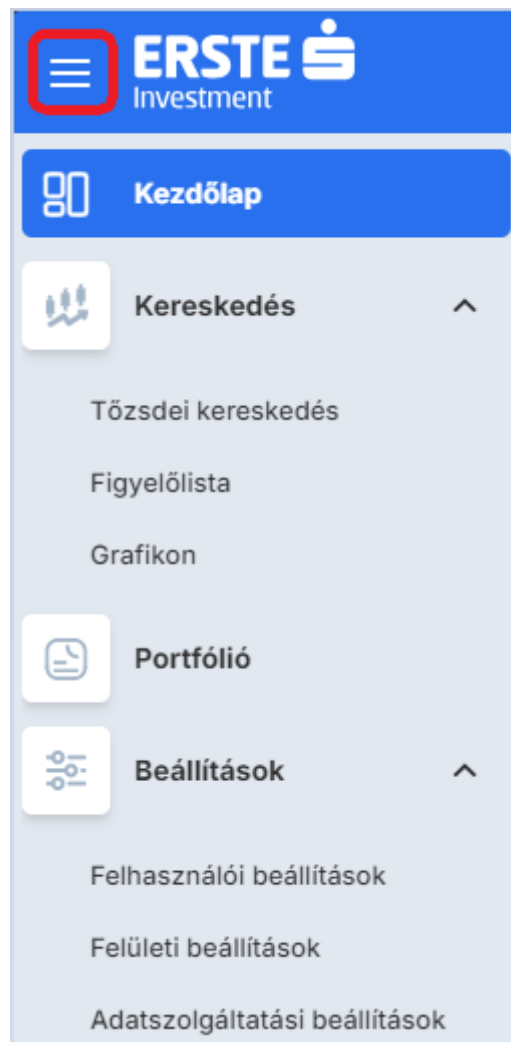 ERSTE
Investment
Kezdőlap
Kereskedés
Tőzsdei kereskedés
Figyelőlista
Grafikon
Portfólió
Beállítások
Felhasználói beállítások
Felületi beállítások
Adatszolgáltatási beállítások